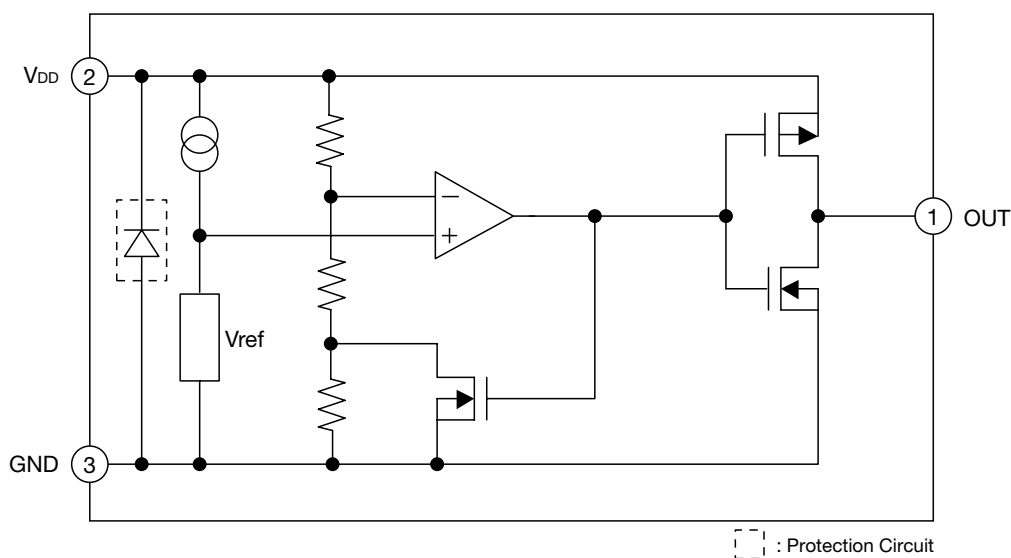 VDD 2
−
+
1 OUT
Vref
GND 3
: Protection Circuit